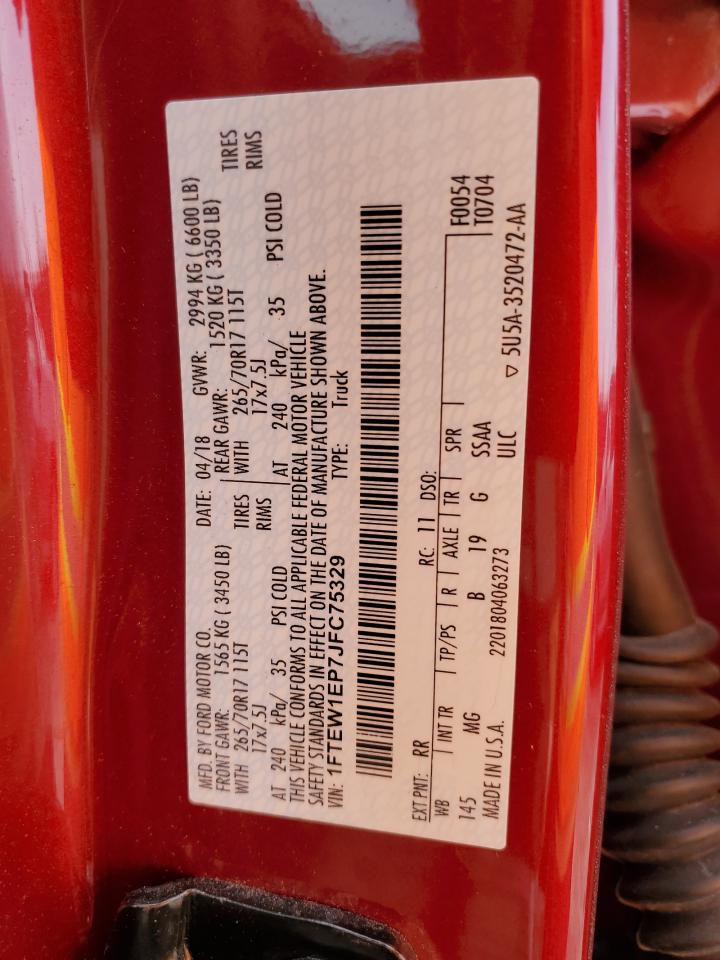 MFD. BY FORD MOTOR CO. DATE: 04/18 GVWR: 2994 KG ( 6600 LB)
FRONT GAWR: 1565 KG ( 3450 LB) REAR GAWR: 1520 KG ( 3350 LB)
WITH 265/70R17 115T TIRES WITH 265/70R17 115T TIRES
17x7.5J RIMS 17x7.5J RIMS
AT 240 kPa/ 35 PSI COLD AT 240 kPa/ 35 PSI COLD
THIS VEHICLE CONFORMS TO ALL APPLICABLE FEDERAL MOTOR VEHICLE
SAFETY STANDARDS IN EFFECT ON THE DATE OF MANUFACTURE SHOWN ABOVE.
VIN: 1FTEW1EP7JFC75329 TYPE: Truck
EXT PNT: RR RC: 11 DSO:
WB INT TR TP/PS R AXLE TR SPR F0054
145 MG B 19 G SSAA T0704
MADE IN U.S.A. 2201804063273 ULC ▽ 5U5A-3520472-AA